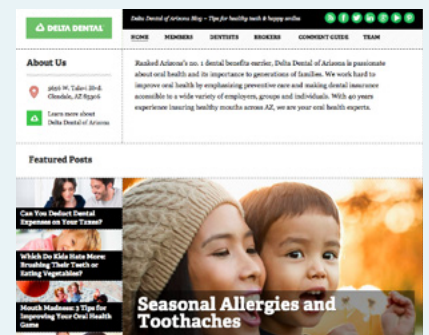 DELTA DENTAL
Delta Dental of Arizona Blog – Tips for healthy teeth & happy smiles
HOME MEMBERS DENTISTS BROKERS COMMENT GUIDE TEAM
About Us
5656 W. Talavi Blvd.
Glendale, AZ 85306
Learn more about
Delta Dental of Arizona
Ranked Arizona's no. 1 dental benefits carrier, Delta Dental of Arizona is passionate
about oral health and its importance to generations of families. We work hard to
improve oral health by emphasizing preventive care and making dental insurance
accessible to a wide variety of employers, groups and individuals. With 40 years
experience insuring healthy mouths across AZ, we are your oral health experts.
Featured Posts
Can You Deduct Dental
Expenses on Your Taxes?
Which Do Kids Hate More:
Brushing Their Teeth or
Eating Vegetables?
Mouth Madness: 3 Tips for
Improving Your Oral Health
Game
Seasonal Allergies and
Toothaches